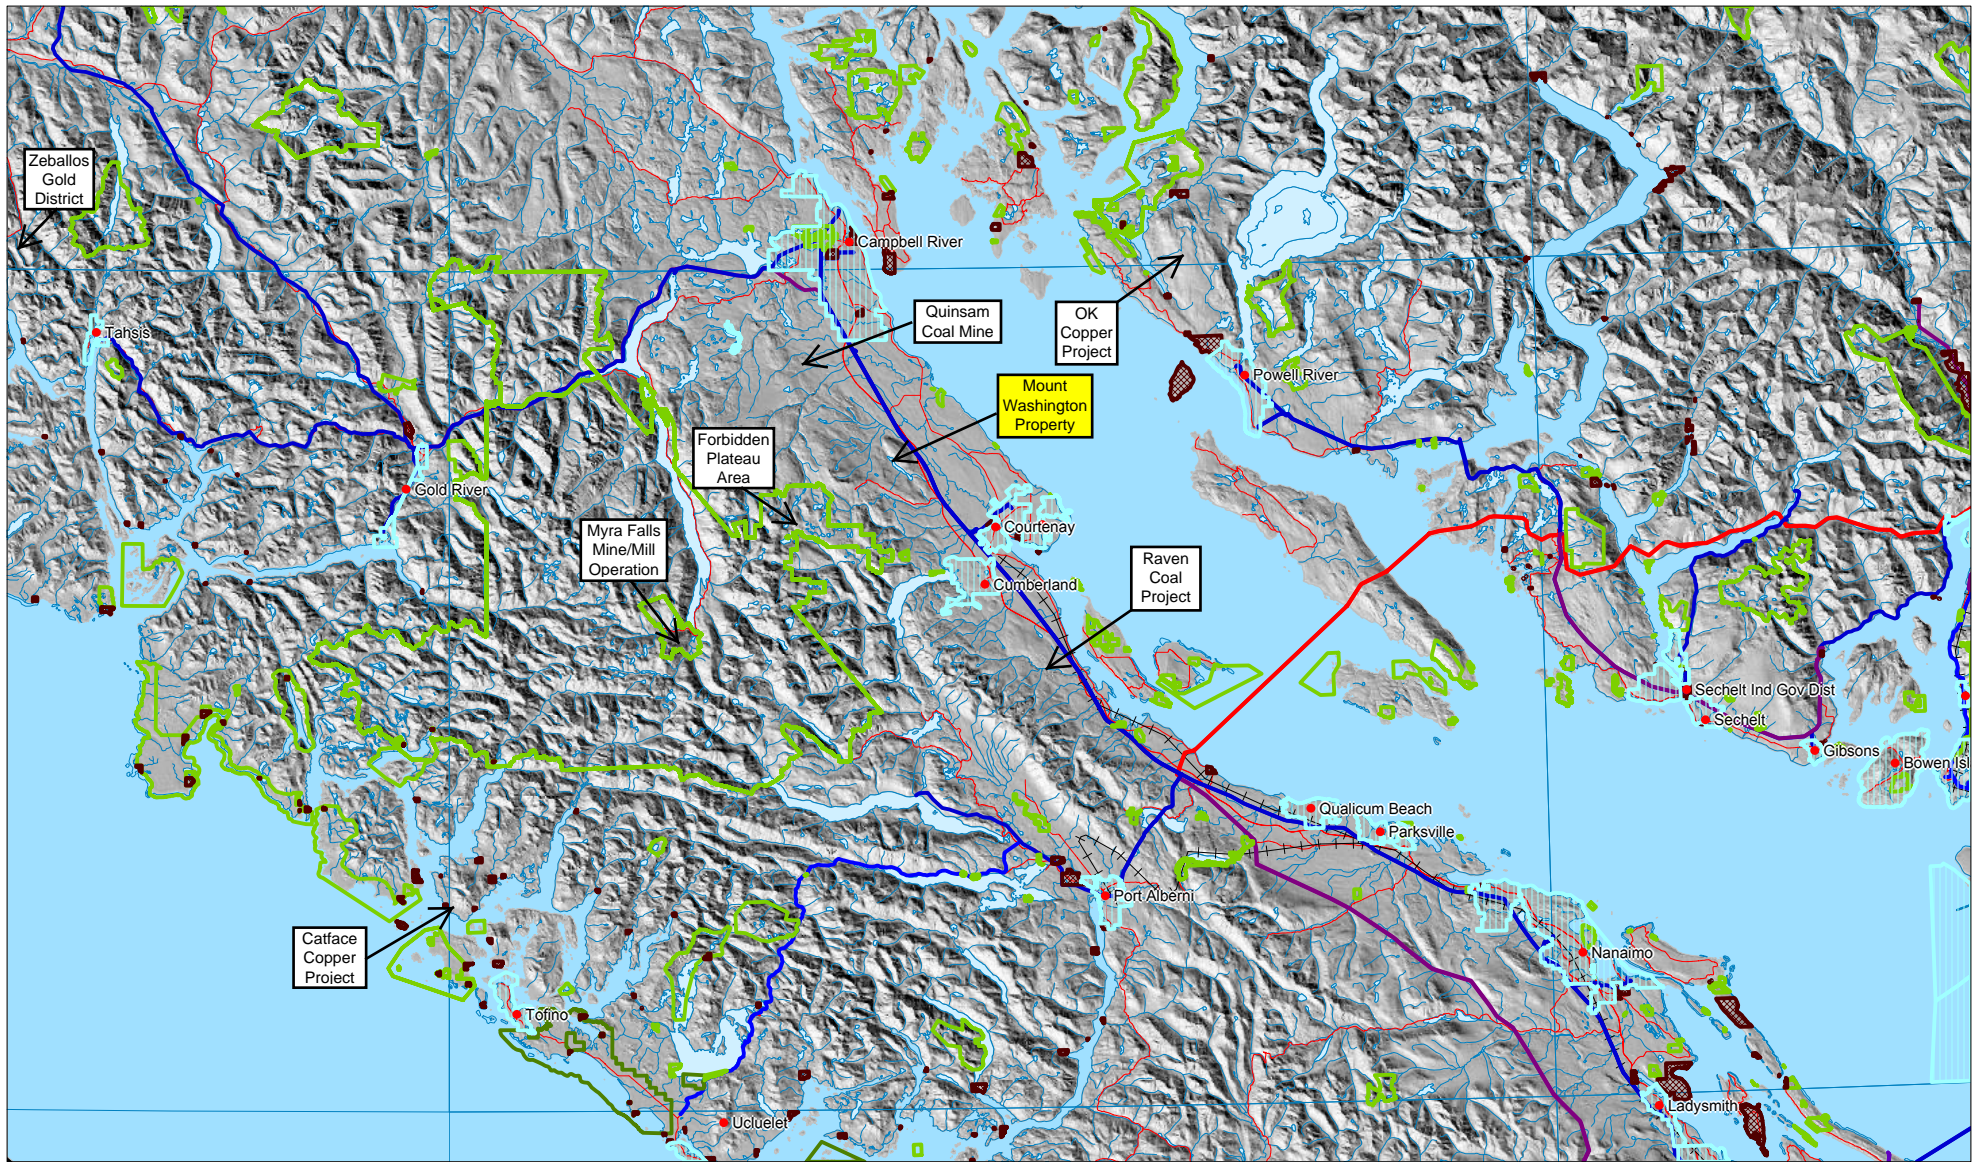 Zeballos
Gold
District
Campbell River
Quinsam
Coal Mine
OK
Copper
Project
Tahsis
Powell River
Mount
Washington
Property
Forbidden
Plateau
Area
Gold River
Myra Falls
Mine/Mill
Operation
Courtenay
Cumberland
Raven
Coal
Project
Sechelt Ind Gov Dist
Sechelt
Gibsons
Bowen Isl
Qualicum Beach
Parksville
Port Alberni
Catface
Copper
Project
Nanaimo
Tofino
Ladysmith
Ucluelet